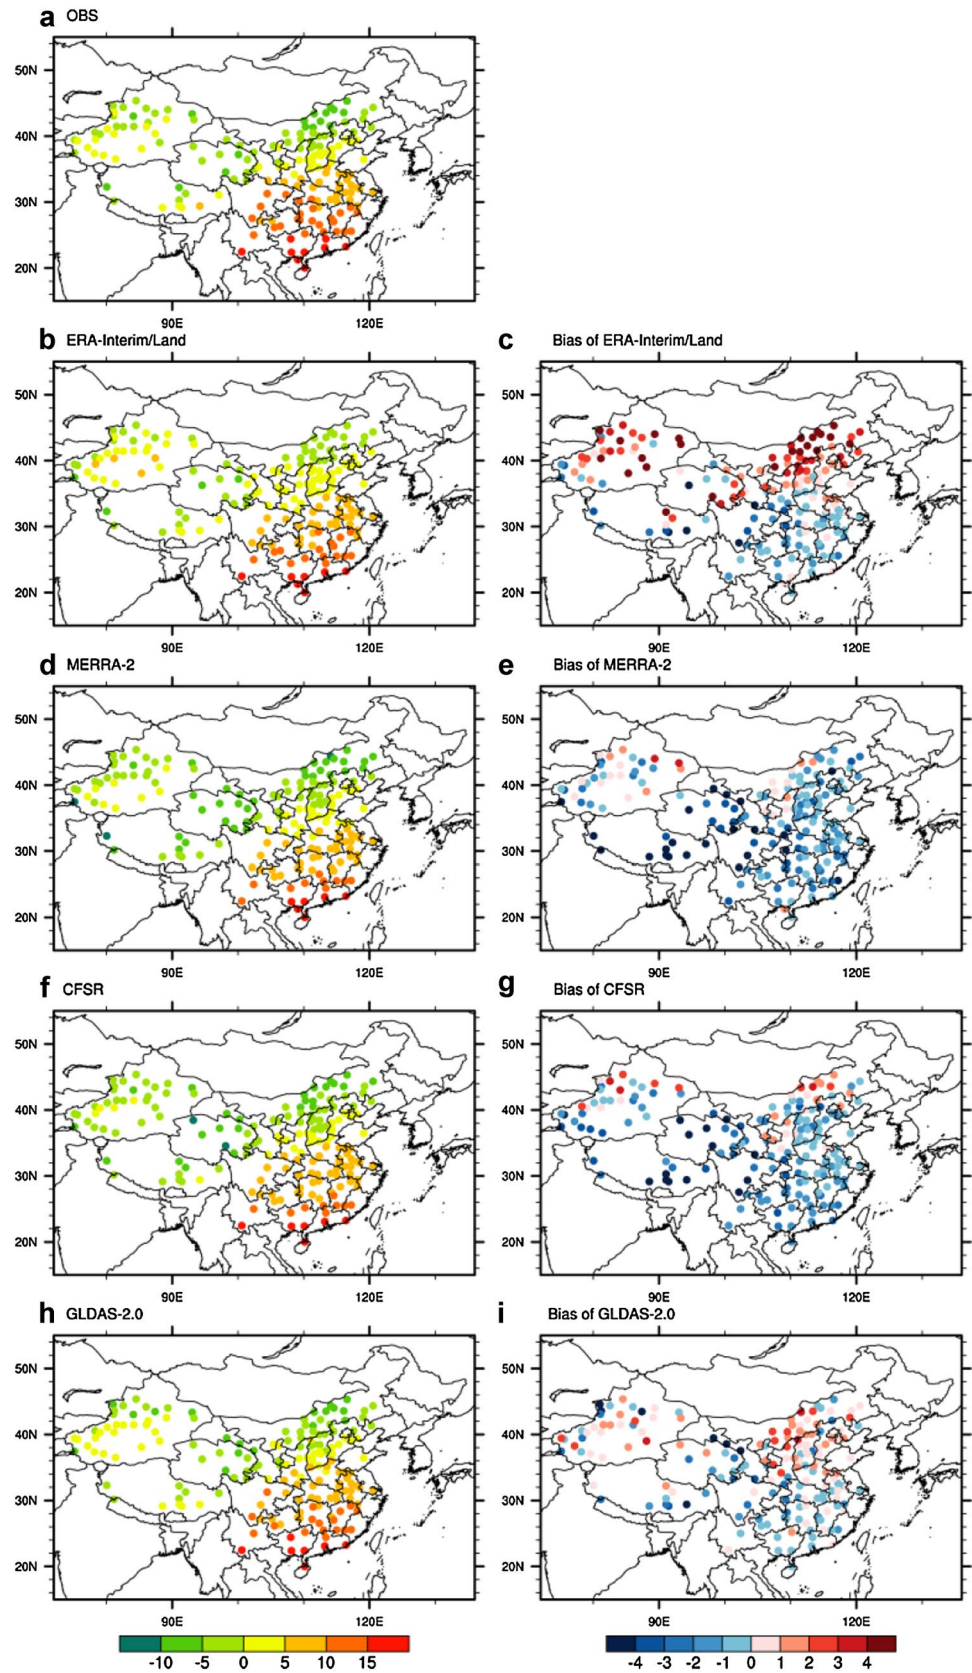 a OBS
50N
40N
30N
20N
90E 120E
b ERA-Interim/Land
50N
40N
30N
20N
90E 120E
c Bias of ERA-Interim/Land
50N
40N
30N
20N
90E 120E
d MERRA-2
50N
40N
30N
20N
90E 120E
e Bias of MERRA-2
50N
40N
30N
20N
90E 120E
f CFSR
50N
40N
30N
20N
90E 120E
g Bias of CFSR
50N
40N
30N
20N
90E 120E
h GLDAS-2.0
50N
40N
30N
20N
90E 120E
i Bias of GLDAS-2.0
50N
40N
30N
20N
90E 120E
-10 -5 0 5 10 15
-4 -3 -2 -1 0 1 2 3 4